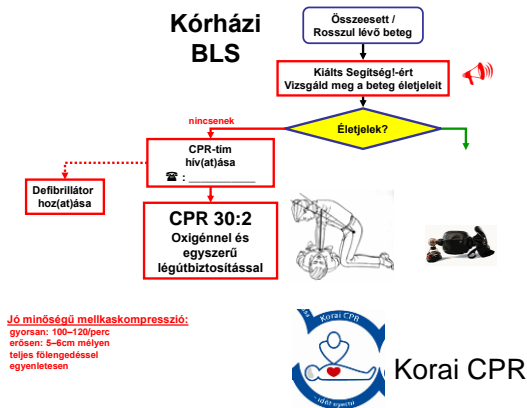 Kórházi
BLS
Összeesett /
Rosszul lévő beteg
Kiálts Segítség!-ért
Vizsgáld meg a beteg életjeleit
nincsenek
Életjelek?
CPR-tím
hív(at)ása
☎ : ___________
Defibrillátor
hoz(at)ása
CPR 30:2
Oxigénnel és
egyszerű
légútbiztosítással
Jó minőségű mellkaskompresszió:
gyorsan: 100–120/perc
erősen: 5–6cm mélyen
teljes fölengedéssel
egyenletesen
Korai CPR
- időt nyerni
Korai CPR